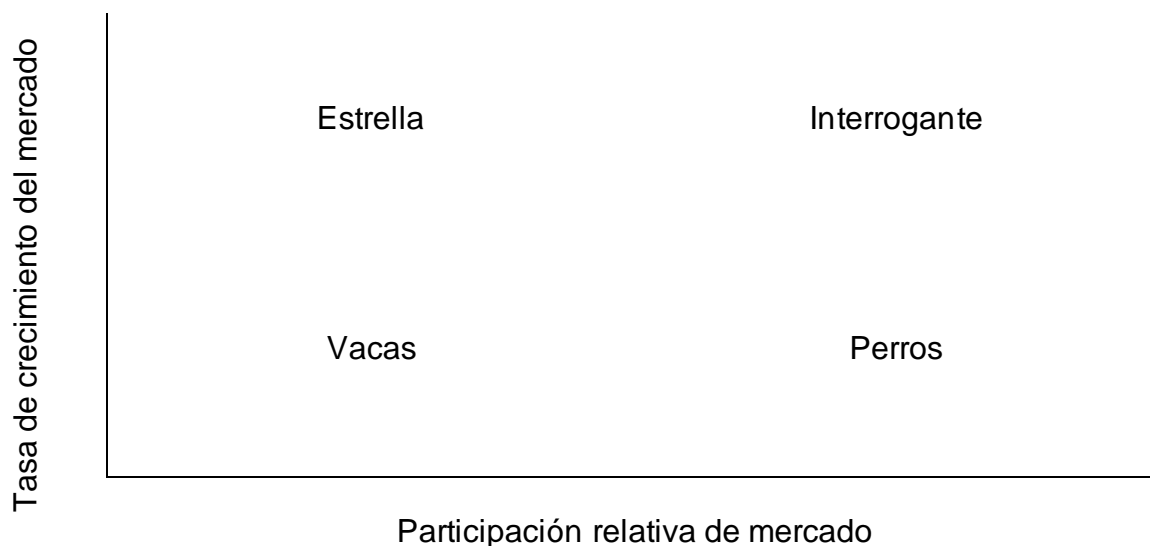 Tasa de crecimiento del mercado
Estrella
Interrogante
Vacas
Perros
Participación relativa de mercado